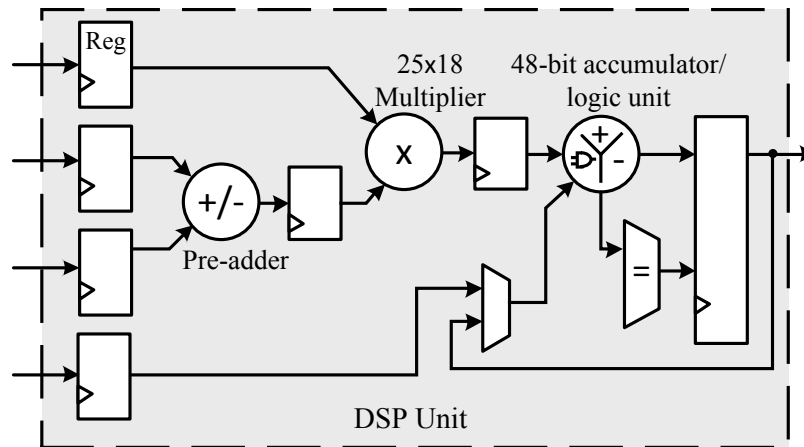 Reg
25x18
Multiplier
48-bit accumulator/
logic unit
x
+
-
+/-
Pre-adder
=
DSP Unit